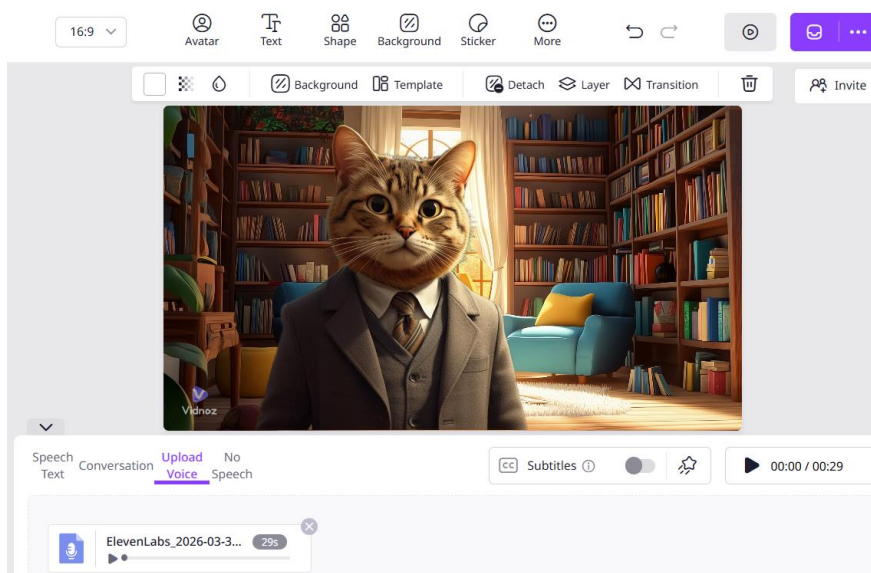 16:9
Avatar
Text
Shape
Background
Sticker
More
Background
Template
Detach
Layer
Transition
Invite
Vidnoz
Speech Text
Conversation
Upload Voice
No Speech
CC
Subtitles
00:00 / 00:29
ElevenLabs_2026-03-3...
29s